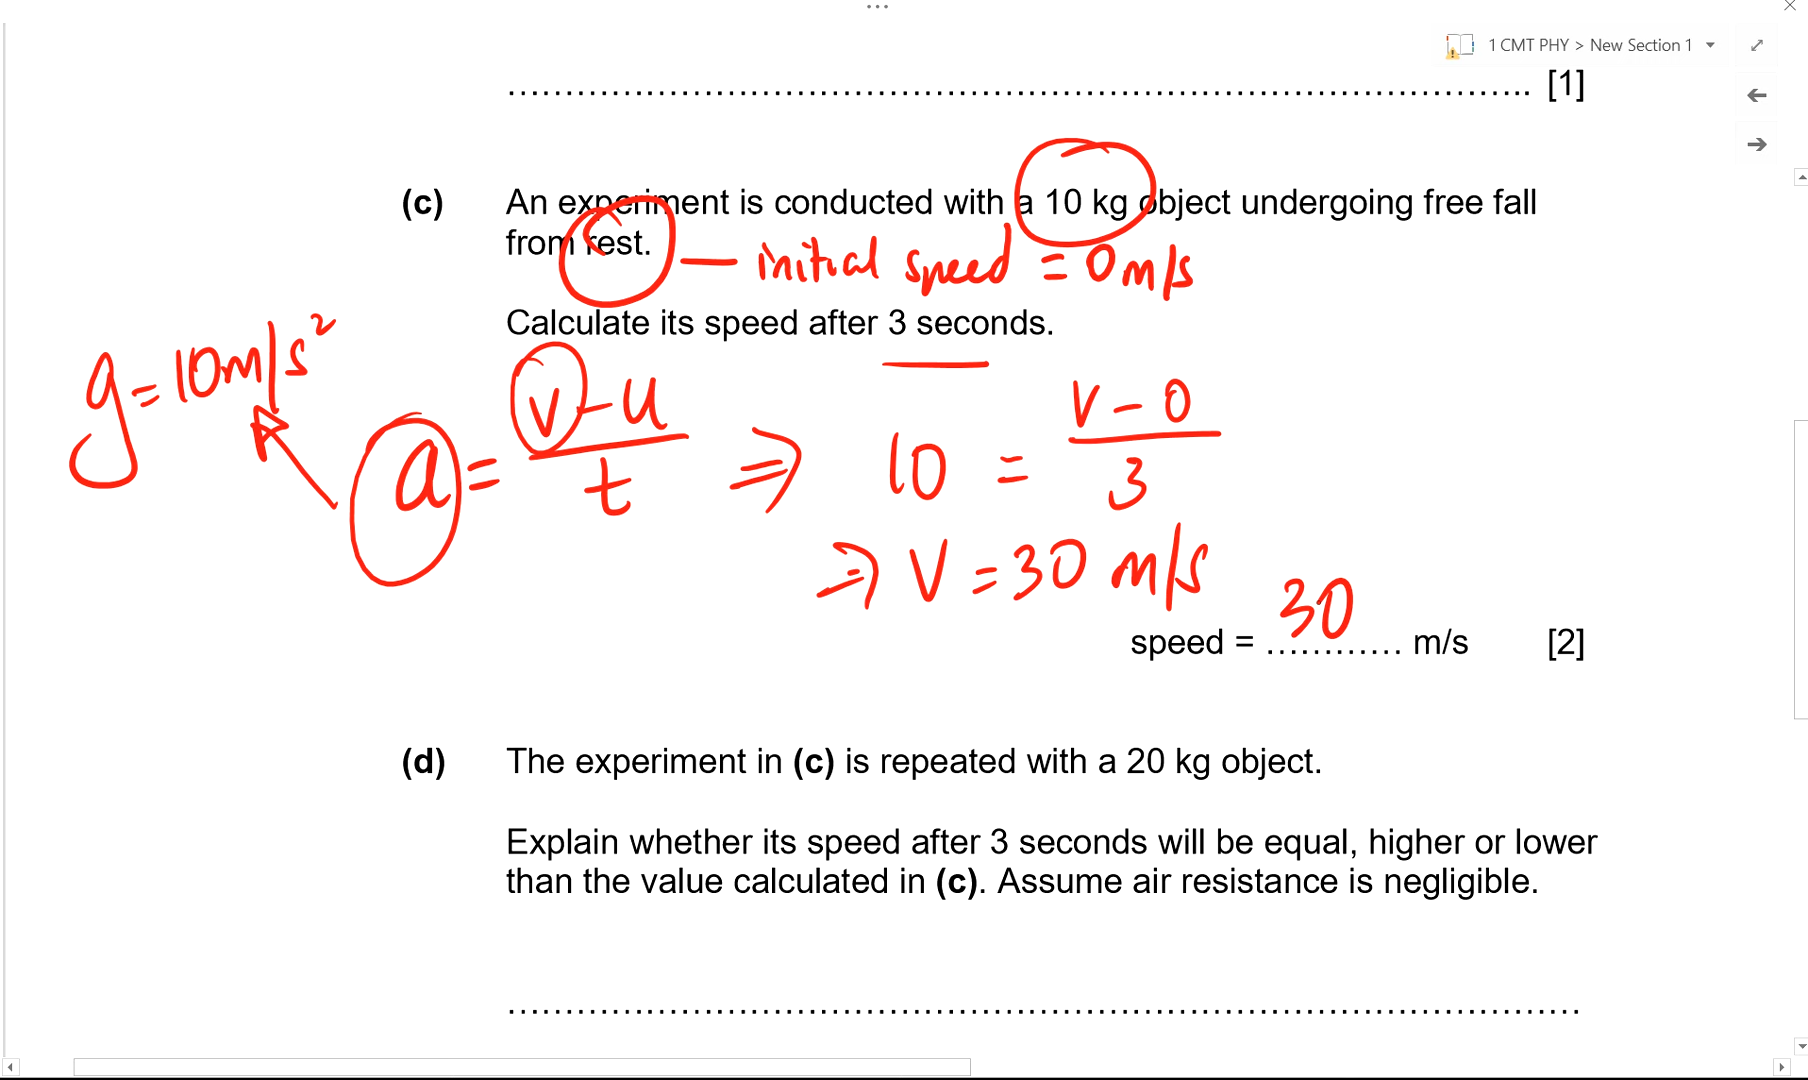 1 CMT PHY > New Section 1
[1]
(c) An experiment is conducted with a 10 kg object undergoing free fall
from rest. — initial speed = 0 m/s
Calculate its speed after 3 seconds.
g = 10 m/s²
a = (v - u)/t ⇒ 10 = (v - 0)/3
⇒ v = 30 m/s
speed = 30 m/s [2]
(d) The experiment in (c) is repeated with a 20 kg object.
Explain whether its speed after 3 seconds will be equal, higher or lower
than the value calculated in (c). Assume air resistance is negligible.